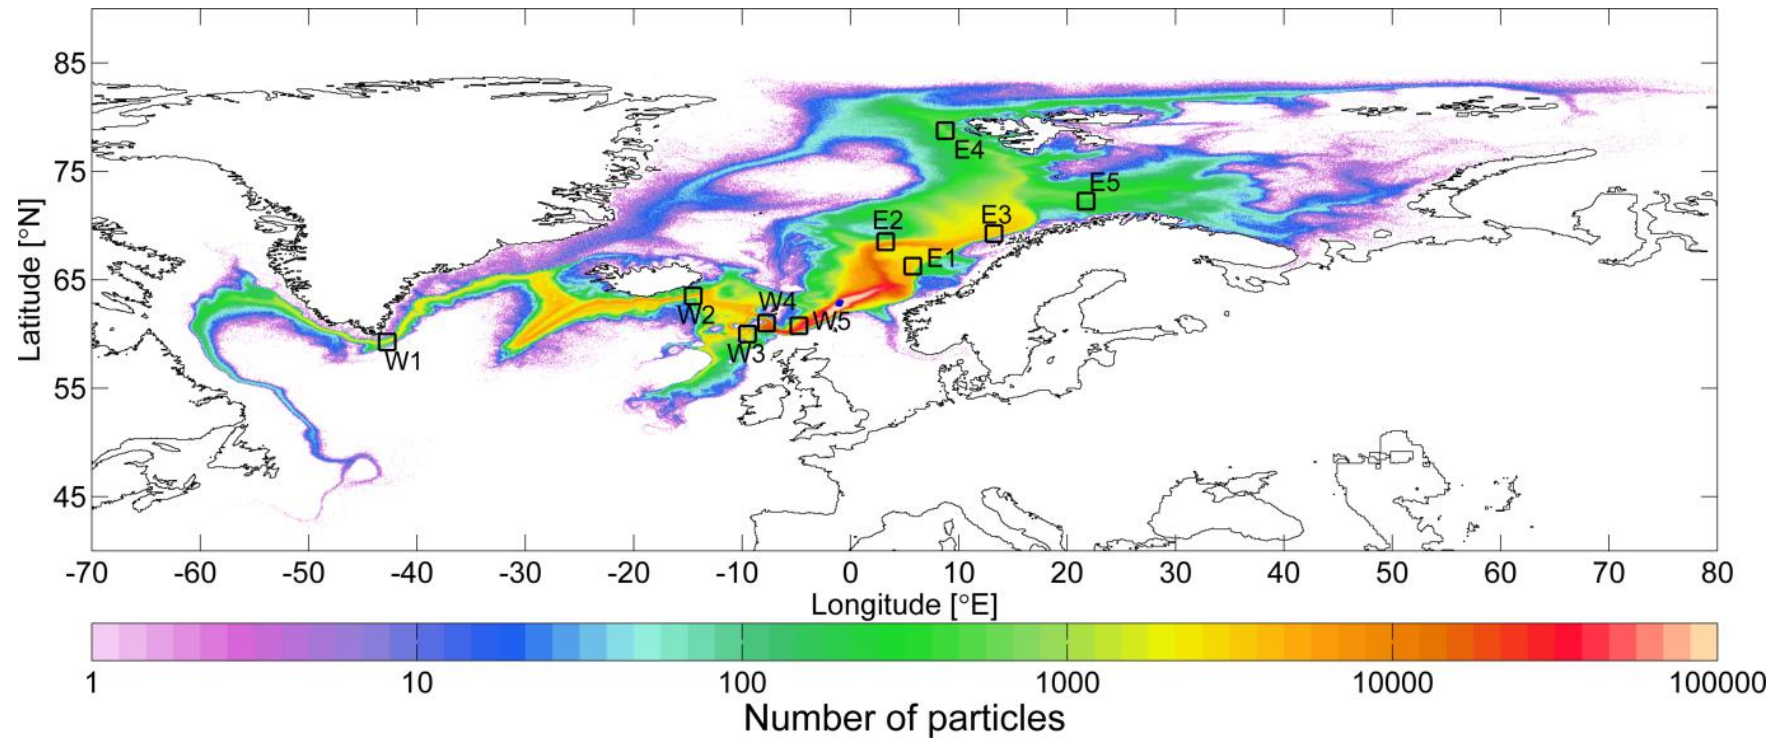 85
75
65
55
45
Latitude [°N]
E4
E5
E2
E3
E1
W4
W2
W5
W3
W1
-70 -60 -50 -40 -30 -20 -10 0 10 20 30 40 50 60 70 80
Longitude [°E]
1 10 100 1000 10000 100000
Number of particles